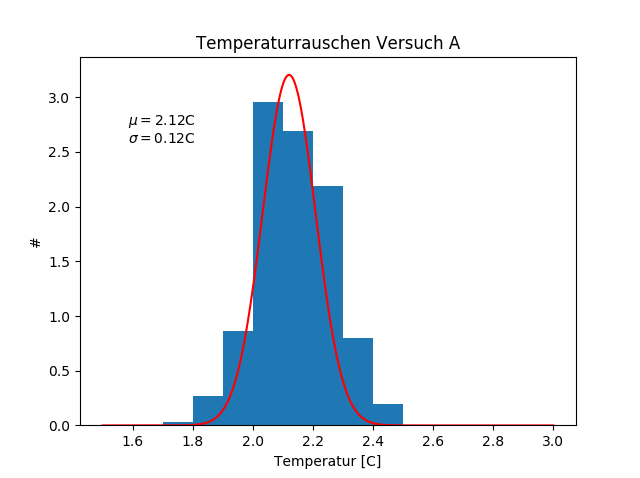 Temperaturrauschen Versuch A
μ = 2.12C
σ = 0.12C
#
3.0
2.5
2.0
1.5
1.0
0.5
0.0
1.6 1.8 2.0 2.2 2.4 2.6 2.8 3.0
Temperatur [C]